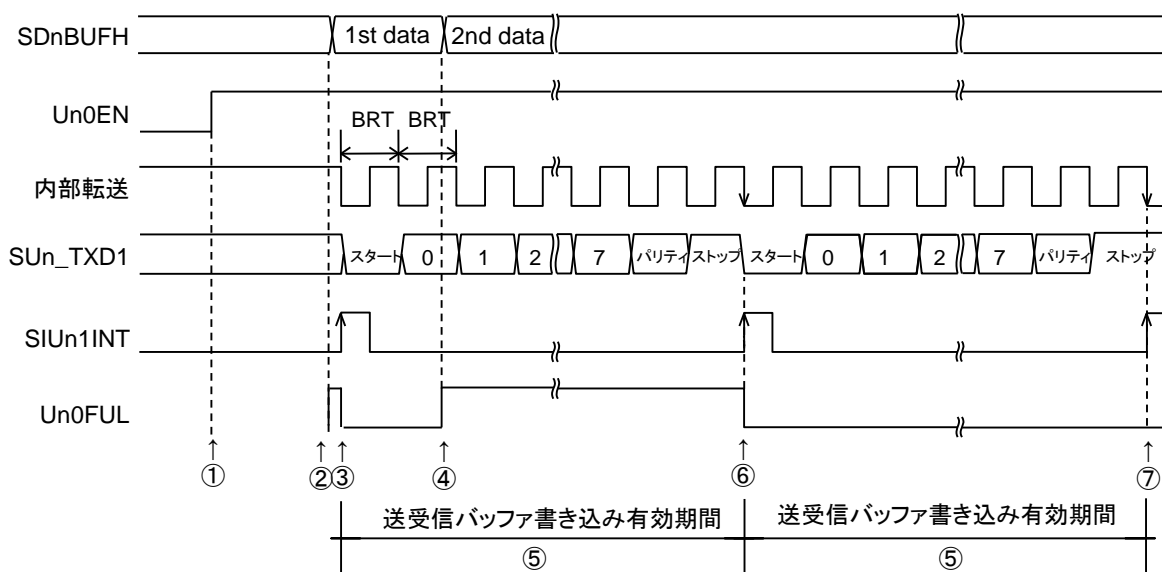 SDnBUFH
1st data
2nd data
Un0EN
BRT
BRT
内部転送
SUn_TXD1
スタート
0
1
2
7
パリティ
ストップ
スタート
0
1
2
7
パリティ
ストップ
SIUn1INT
Un0FUL
↑
↑
↑
↑
↑
↑
①
②
③
④
⑥
⑦
送受信バッファ書き込み有効期間
送受信バッファ書き込み有効期間
⑤
⑤